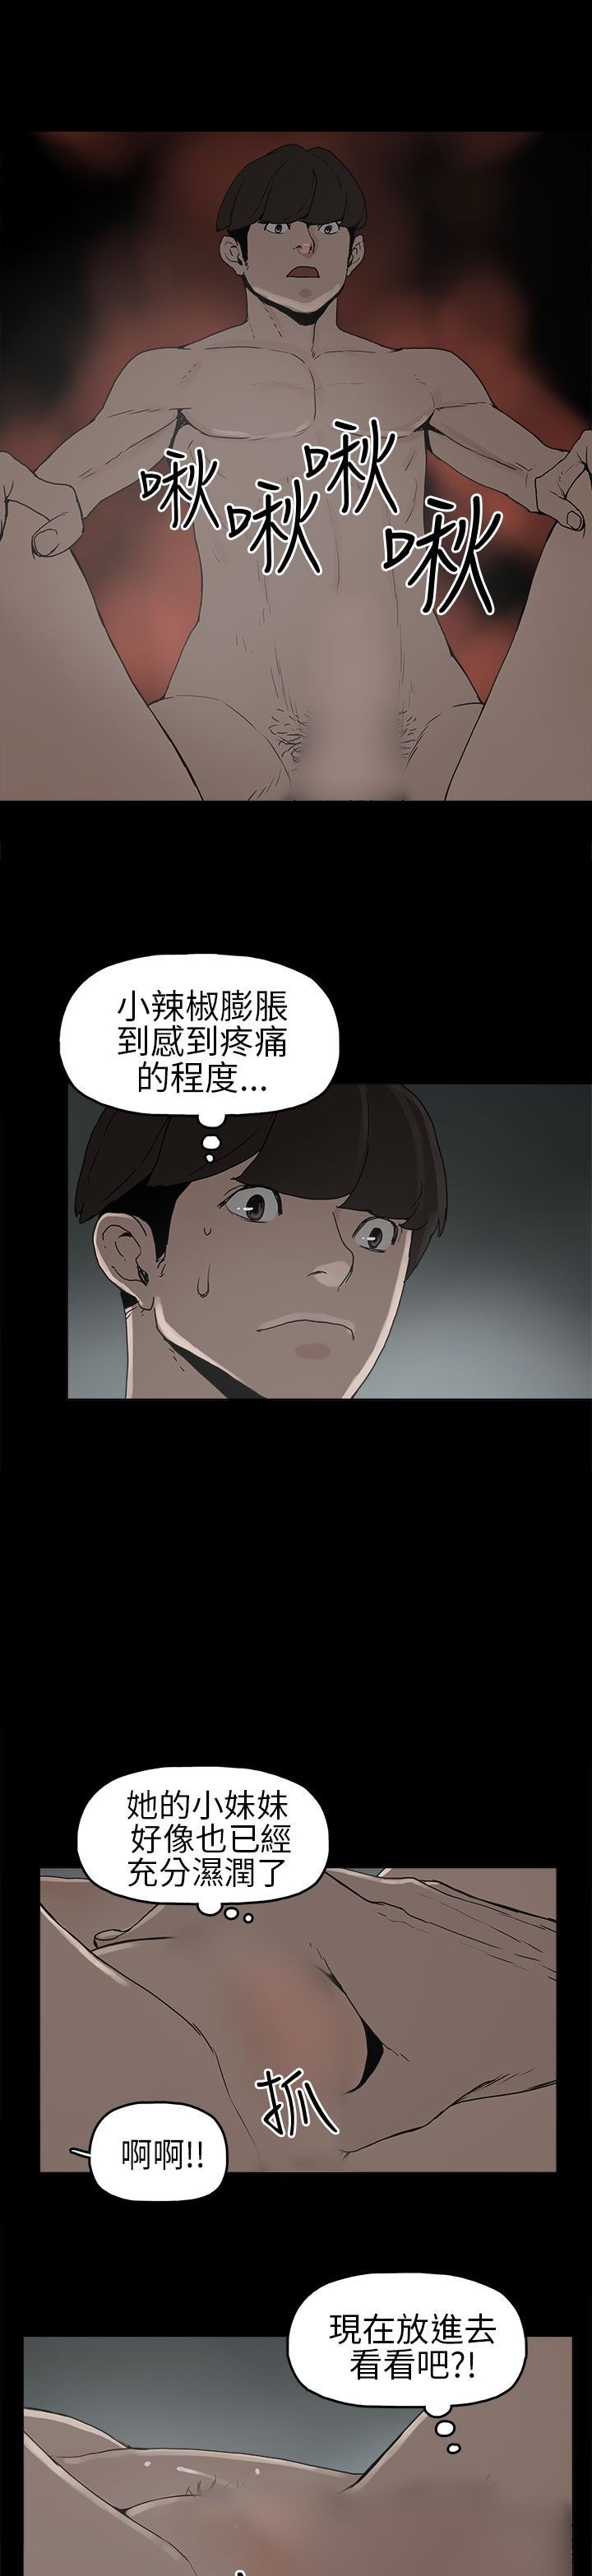 啾
啾
啾
啾
小辣椒膨脹
到感到疼痛
的程度...
她的小妹妹
好像也已經
充分濕潤了
抓
啊啊!!
現在放進去
看看吧?!